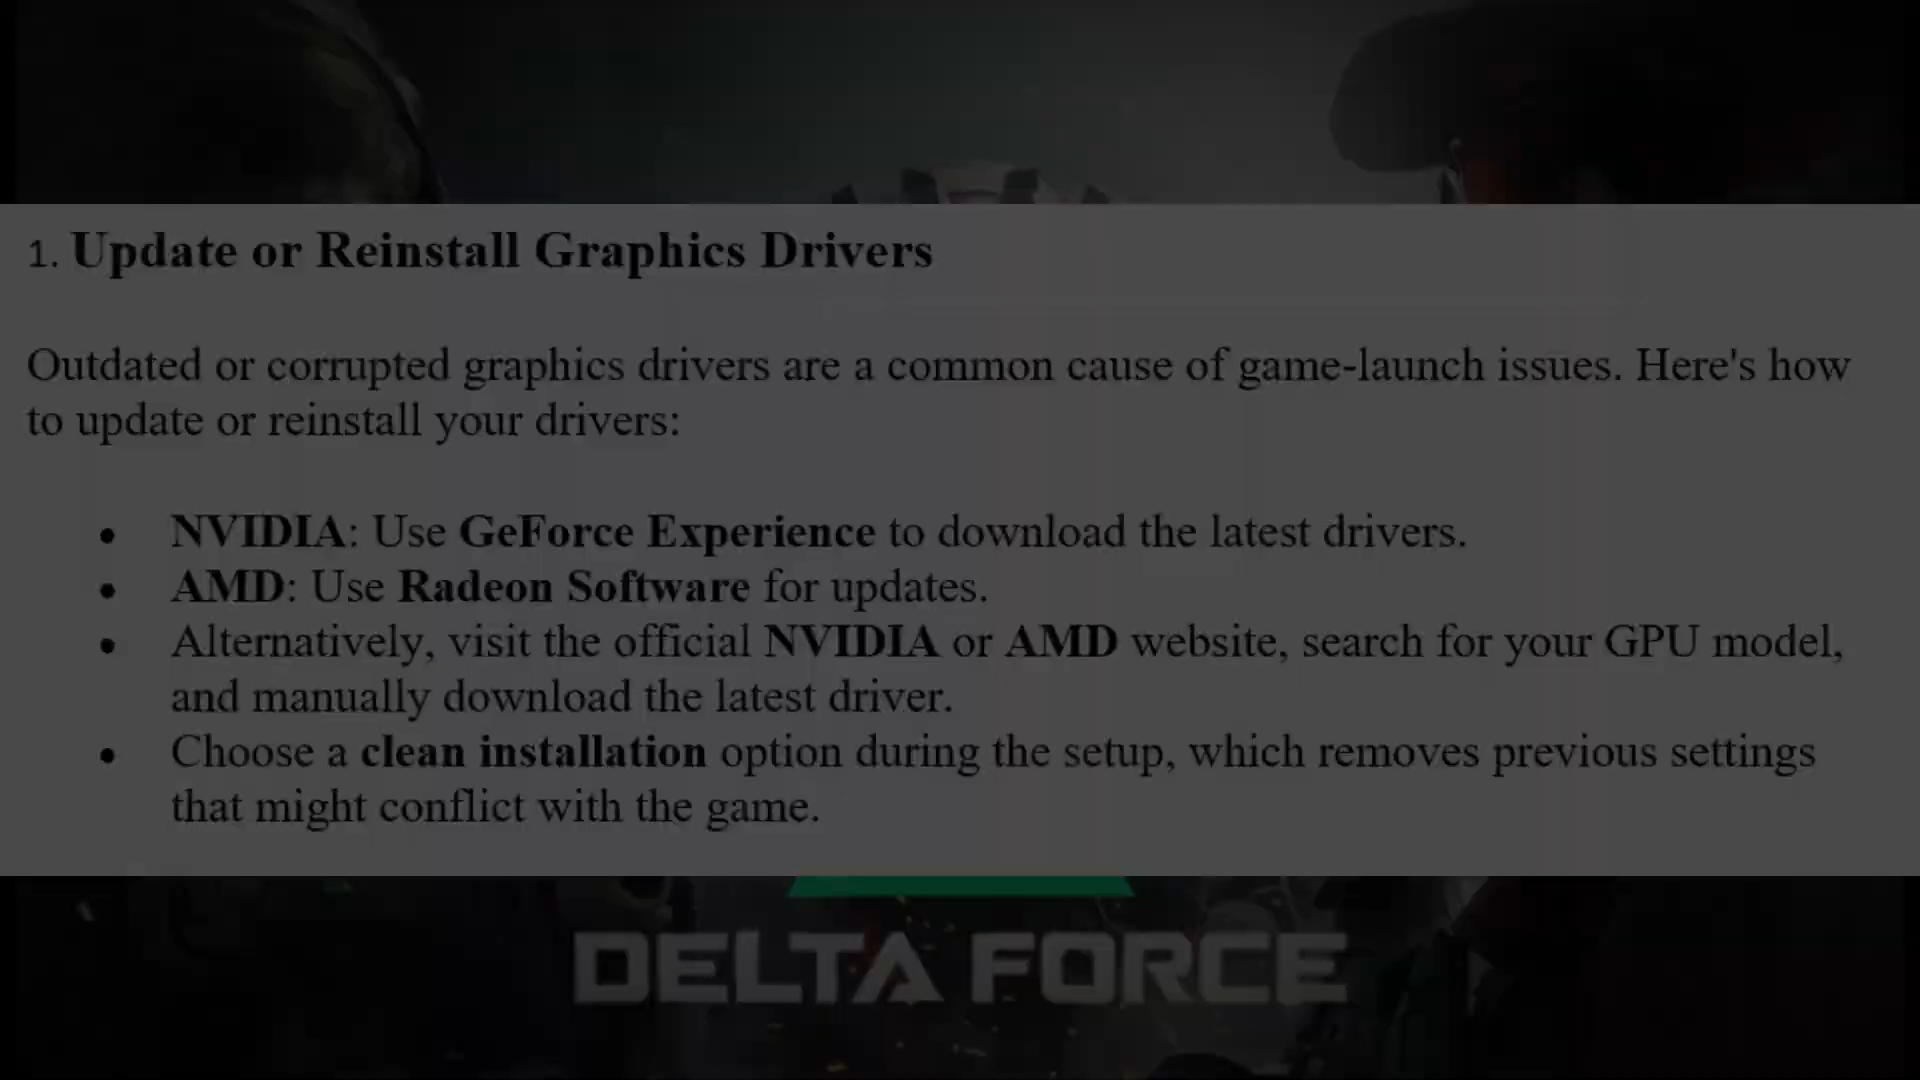 1. Update or Reinstall Graphics Drivers
Outdated or corrupted graphics drivers are a common cause of game-launch issues. Here's how
to update or reinstall your drivers:
• NVIDIA: Use GeForce Experience to download the latest drivers.
• AMD: Use Radeon Software for updates.
• Alternatively, visit the official NVIDIA or AMD website, search for your GPU model,
and manually download the latest driver.
• Choose a clean installation option during the setup, which removes previous settings
that might conflict with the game.
DELTA FORCE